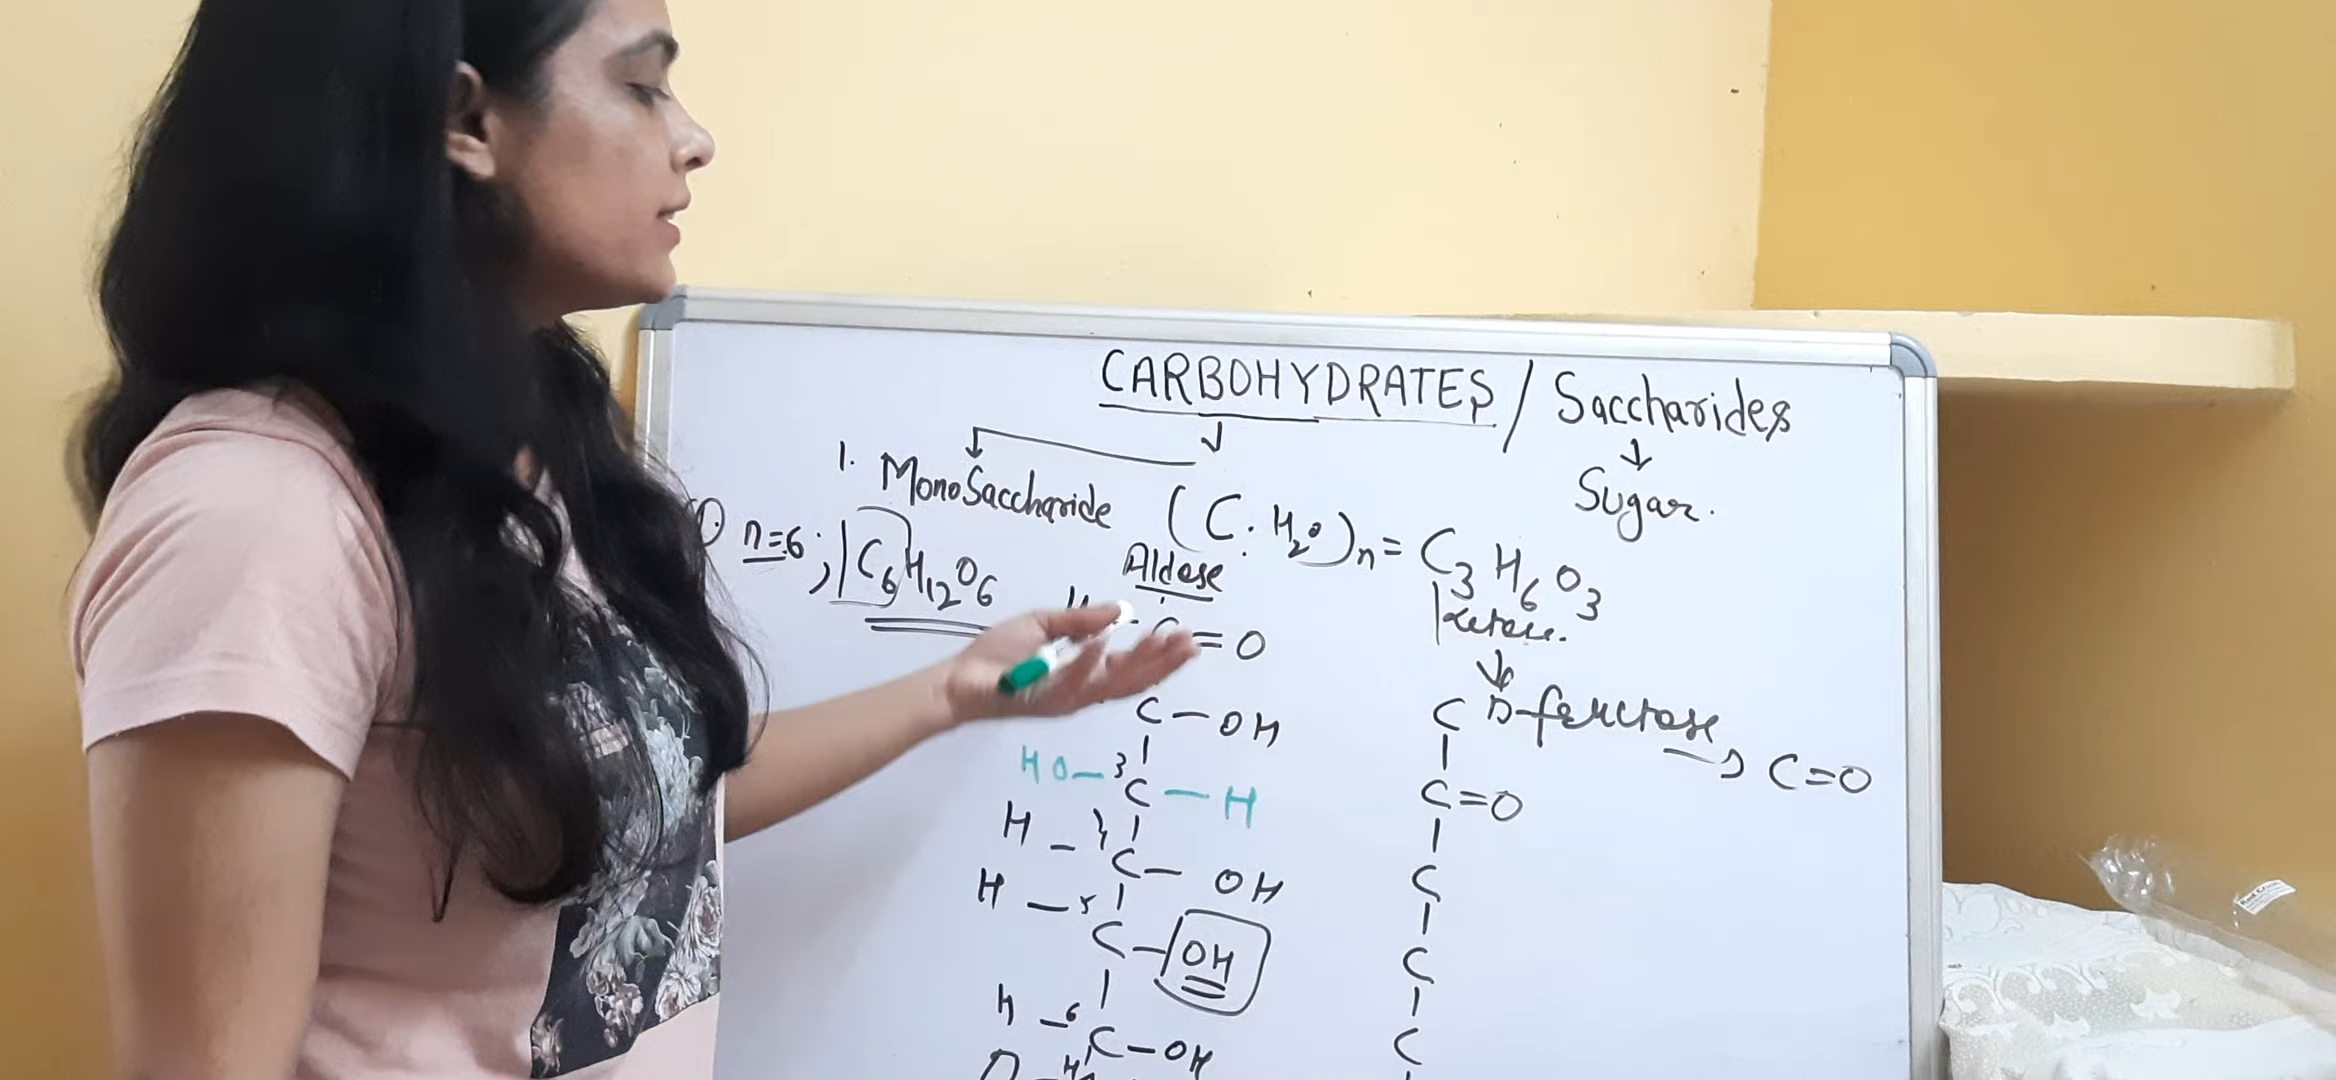 CARBOHYDRATES / Saccharides
Sugar.
1. MonoSaccharide
n=6; C6H12O6
(C.H2O)n = C3H6O3
Aldose
Ketose.
C=O
D-fructose → C=O
C-OH
C
HO-3C-H
C=O
H-C-OH
C
H-5C-OH
C
H-6C-OH
C
H